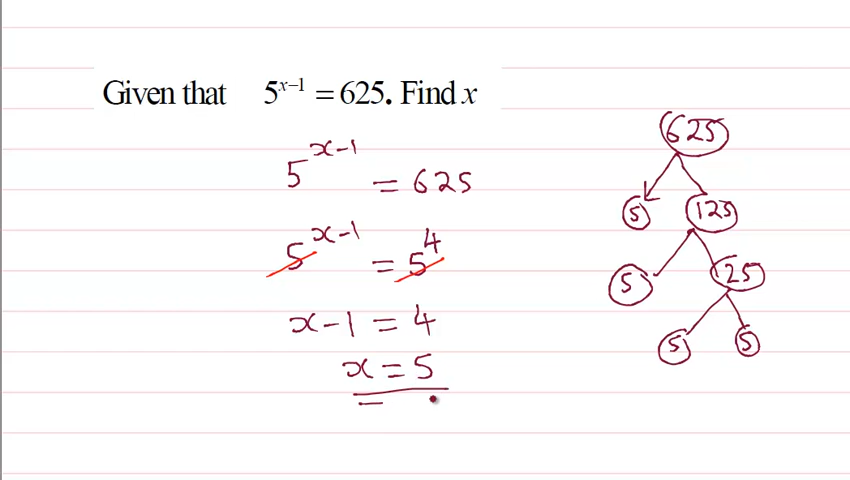 Given that 5^{x-1} = 625. Find x
5^{x-1} = 625
5^{x-1} = 5^4
x-1 = 4
x = 5
625
5 125
5 25
5 5